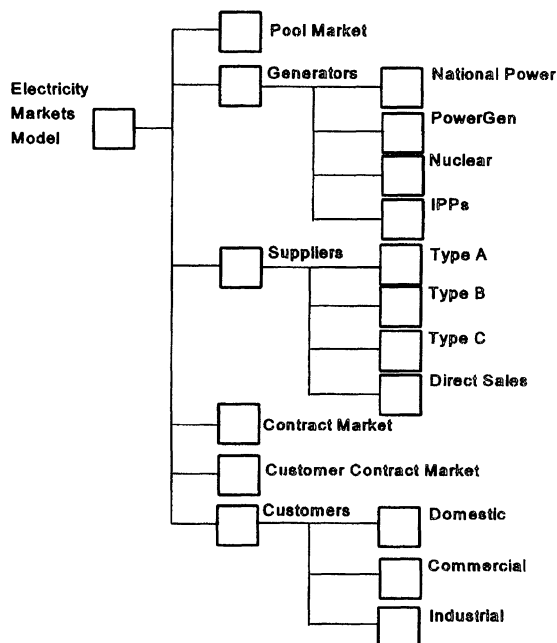 Pool Market
Electricity
Markets
Model
Generators
National Power
PowerGen
Nuclear
IPPs
Suppliers
Type A
Type B
Type C
Direct Sales
Contract Market
Customer Contract Market
Customers
Domestic
Commercial
Industrial